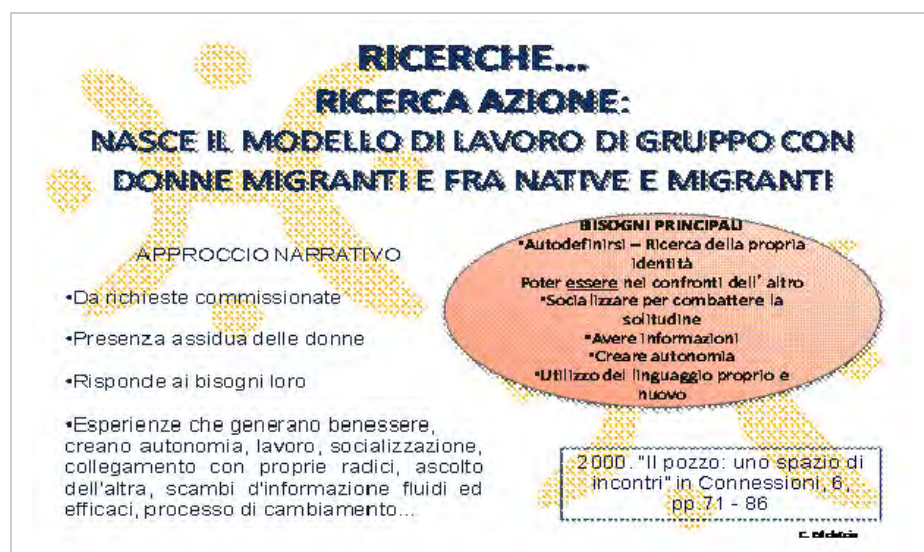 RICERCHE...
RICERCA AZIONE:
NASCE IL MODELLO DI LAVORO DI GRUPPO CON
DONNE MIGRANTI E FRA NATIVE E MIGRANTI
APPROCCIO NARRATIVO
•Da richieste commissionate
•Presenza assidua delle donne
•Risponde ai bisogni loro
•Esperienze che generano benessere,
creano autonomia, lavoro, socializzazione,
collegamento con proprie radici, ascolto
dell'altra, scambi d'informazione fluidi ed
efficaci, processo di cambiamento...
BISOGNI PRINCIPALI
•Autodefinirsi – Ricerca della propria
identità
Poter essere nei confronti dell' altro
•Socializzare per combattere la
solitudine
•Avere informazioni
•Creare autonomia
•Utilizzo del linguaggio proprio e
nuovo
2000. "Il pozzo: uno spazio di
incontri" in Connessioni, 6,
pp 71 - 86